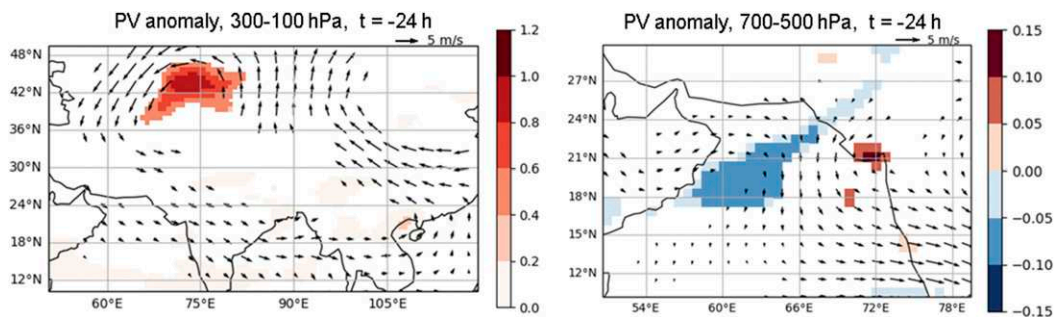 PV anomaly, 300-100 hPa, t = -24 h
5 m/s
48°N
42°N
36°N
30°N
24°N
18°N
12°N
60°E
75°E
90°E
105°E
1.2
1.0
0.8
0.6
0.4
0.2
0.0
PV anomaly, 700-500 hPa, t = -24 h
5 m/s
27°N
24°N
21°N
18°N
15°N
12°N
54°E
60°E
66°E
72°E
78°E
0.15
0.10
0.05
0.00
−0.05
−0.10
−0.15